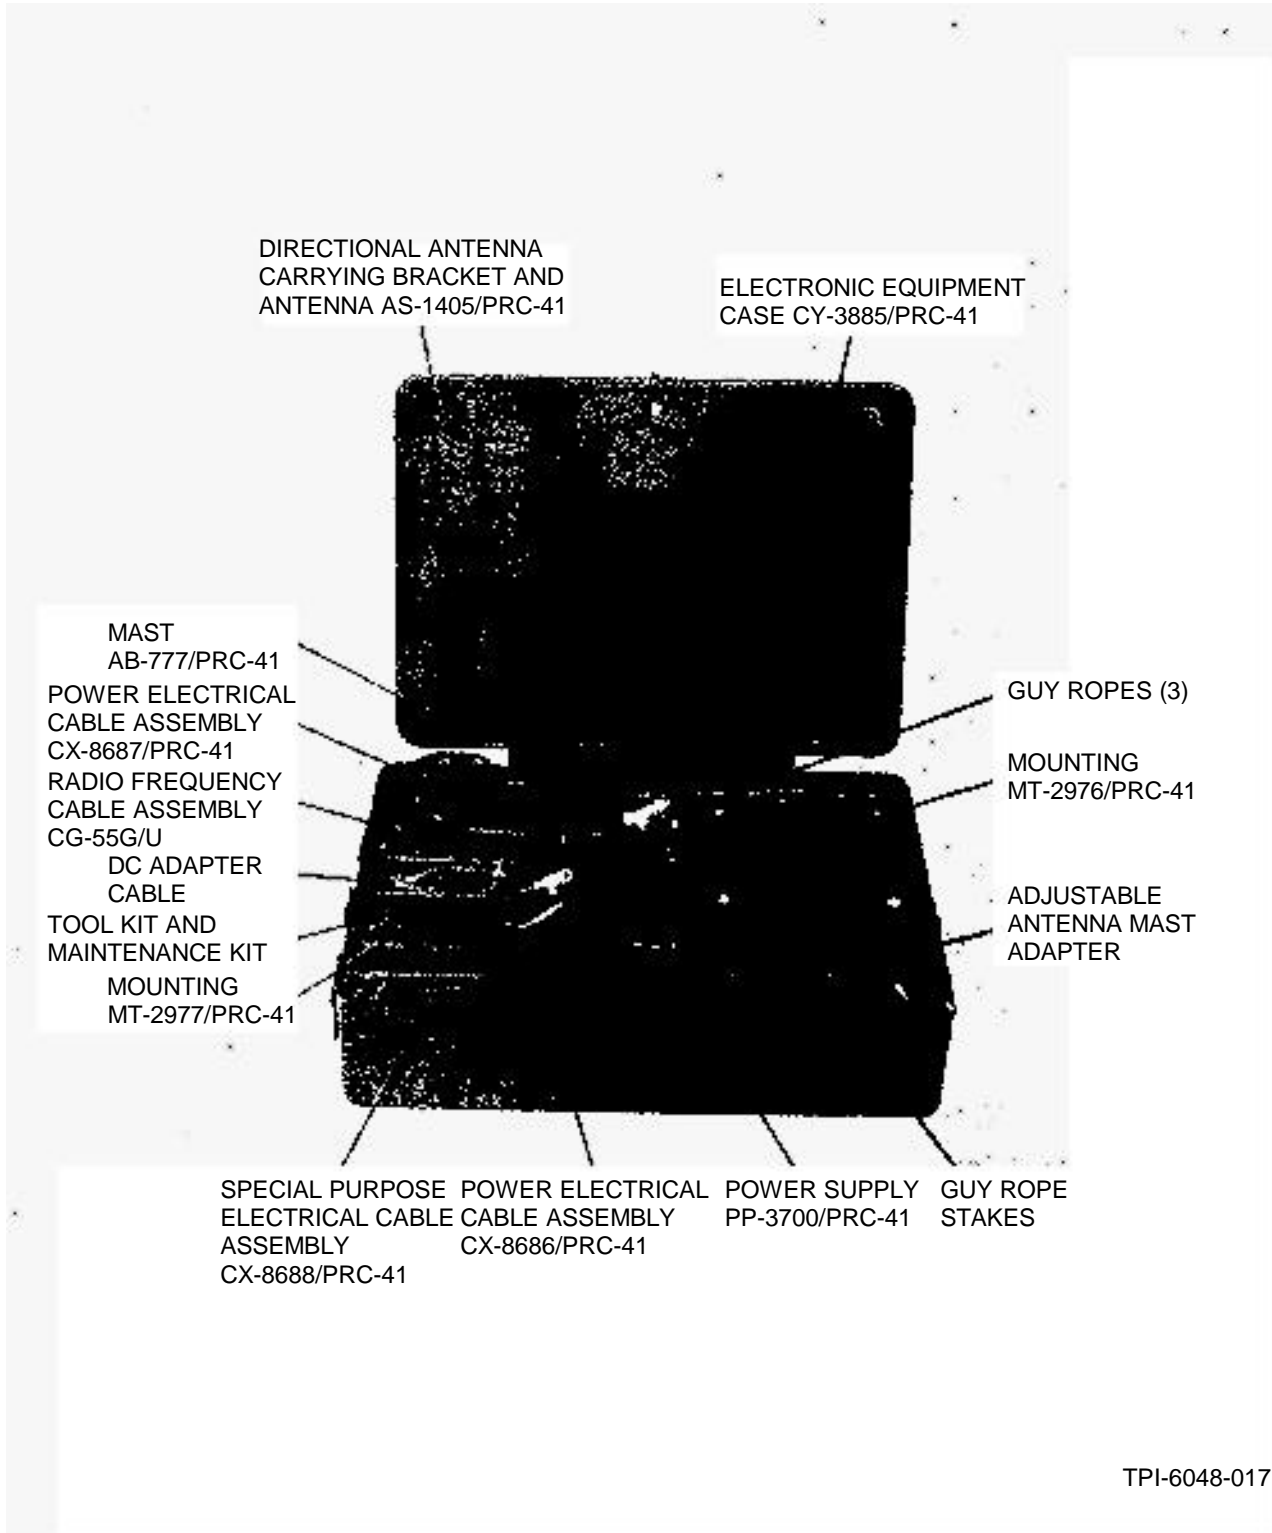 DIRECTIONAL ANTENNA
CARRYING BRACKET AND
ANTENNA AS-1405/PRC-41
ELECTRONIC EQUIPMENT
CASE CY-3885/PRC-41
MAST
AB-777/PRC-41
POWER ELECTRICAL
CABLE ASSEMBLY
CX-8687/PRC-41
RADIO FREQUENCY
CABLE ASSEMBLY
CG-55G/U
DC ADAPTER
CABLE
TOOL KIT AND
MAINTENANCE KIT
MOUNTING
MT-2977/PRC-41
GUY ROPES (3)
MOUNTING
MT-2976/PRC-41
ADJUSTABLE
ANTENNA MAST
ADAPTER
SPECIAL PURPOSE
ELECTRICAL CABLE
ASSEMBLY
CX-8688/PRC-41
POWER ELECTRICAL
CABLE ASSEMBLY
CX-8686/PRC-41
POWER SUPPLY
PP-3700/PRC-41
GUY ROPE
STAKES
TPI-6048-017